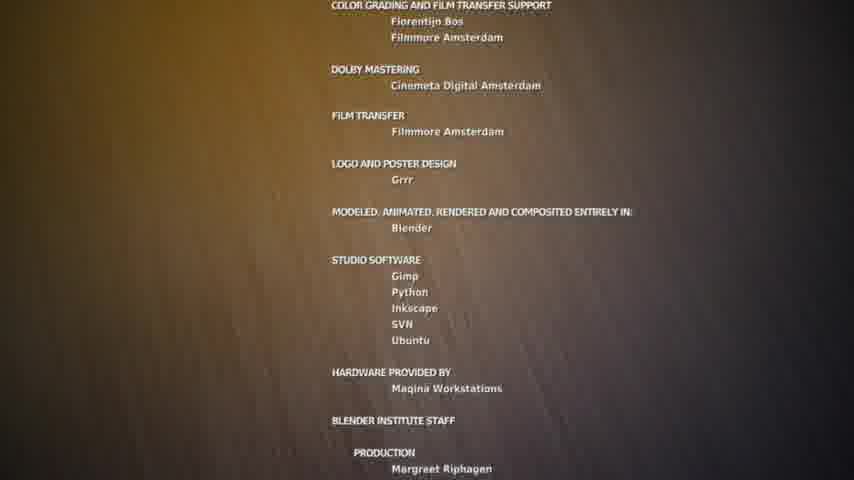 COLOR GRADING AND FILM TRANSFER SUPPORT
Florentijn Bos
Filmmore Amsterdam
DOLBY MASTERING
Cinemeta Digital Amsterdam
FILM TRANSFER
Filmmore Amsterdam
LOGO AND POSTER DESIGN
Grrr
MODELED, ANIMATED, RENDERED AND COMPOSITED ENTIRELY IN:
Blender
STUDIO SOFTWARE
Gimp
Python
Inkscape
SVN
Ubuntu
HARDWARE PROVIDED BY
Maqina Workstations
BLENDER INSTITUTE STAFF
PRODUCTION
Margreet Riphagen